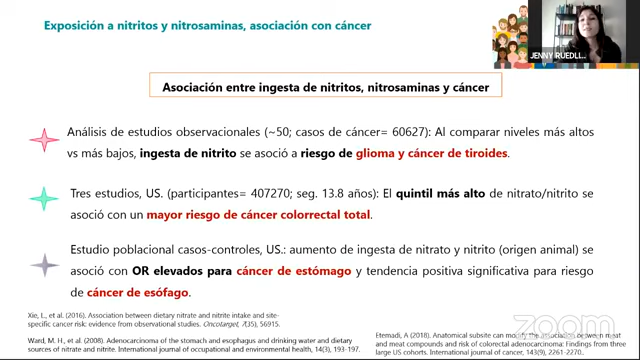 Exposición a nitritos y nitrosaminas, asociación con cáncer
JENNY RUEDLL...
Asociación entre ingesta de nitritos, nitrosaminas y cáncer
Análisis de estudios observacionales (~50; casos de cáncer= 60627): Al comparar niveles más altos
vs más bajos, ingesta de nitrito se asoció a riesgo de glioma y cáncer de tiroides.
Tres estudios, US. (participantes= 407270; seg. 13.8 años): El quintil más alto de nitrato/nitrito se
asoció con un mayor riesgo de cáncer colorrectal total.
Estudio poblacional casos-controles, US.: aumento de ingesta de nitrato y nitrito (origen animal) se
asoció con OR elevados para cáncer de estómago y tendencia positiva significativa para riesgo
de cáncer de esófago.
Xie, L., et al. (2016). Association between dietary nitrate and nitrite intake and site-
specific cancer risk: evidence from observational studies. Oncotarget, 7(35), 56915.
Ward, M. H., et al. (2008). Adenocarcinoma of the stomach and esophagus and drinking water and dietary
sources of nitrate and nitrite. International journal of occupational and environmental health, 14(3), 193-197.
Etemadi, A (2018). Anatomical subsite can modify the association between meat
and meat compounds and risk of colorectal adenocarcinoma: Findings from three
large US cohorts. International journal of cancer, 143(9), 2261-2270..
zoom